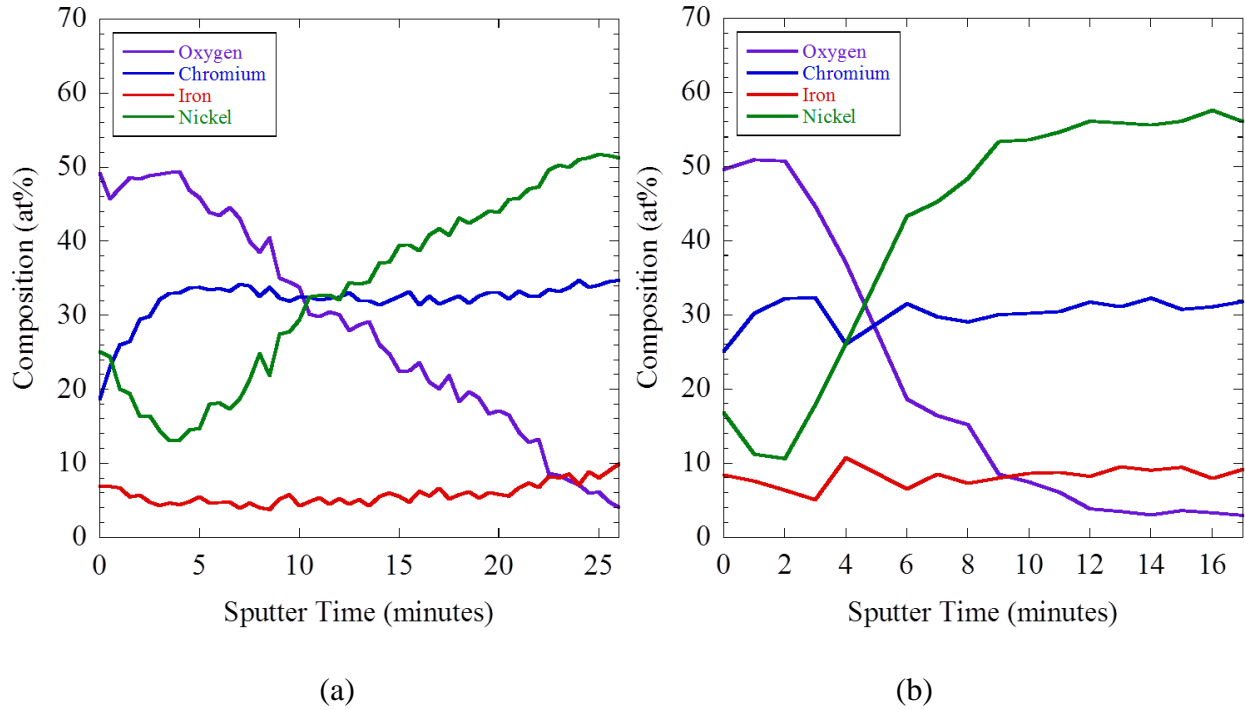 70
60
50
40
30
20
10
0
Composition (at%)
Oxygen
Chromium
Iron
Nickel
0 5 10 15 20 25
Sputter Time (minutes)
(a)
70
60
50
40
30
20
10
0
Composition (at%)
Oxygen
Chromium
Iron
Nickel
0 2 4 6 8 10 12 14 16
Sputter Time (minutes)
(b)